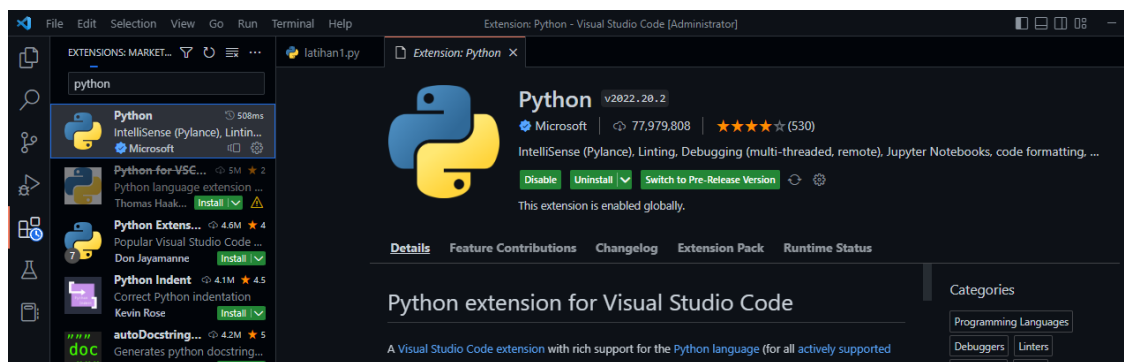 File Edit Selection View Go Run Terminal Help
Extension: Python - Visual Studio Code [Administrator]
EXTENSIONS: MARKET...
python
Python 508ms
IntelliSense (Pylance), Lintin...
Microsoft
Python for VSC... 5M ★ 2
Python language extension ...
Thomas Haak... Install
Python Extens... 4.6M ★ 4
Popular Visual Studio Code ...
7
Don Jayamanne Install
Python Indent 4.1M ★ 4.5
Correct Python indentation
Kevin Rose Install
autoDocstring... 4.2M ★ 5
""" doc
Generates python docstring...
latihan1.py
Extension: Python
Python v2022.20.2
Microsoft 77,979,808 (530)
IntelliSense (Pylance), Linting, Debugging (multi-threaded, remote), Jupyter Notebooks, code formatting, ...
Disable Uninstall Switch to Pre-Release Version
This extension is enabled globally.
Details Feature Contributions Changelog Extension Pack Runtime Status
Python extension for Visual Studio Code
A Visual Studio Code extension with rich support for the Python language (for all actively supported
Categories
Programming Languages
Debuggers Linters